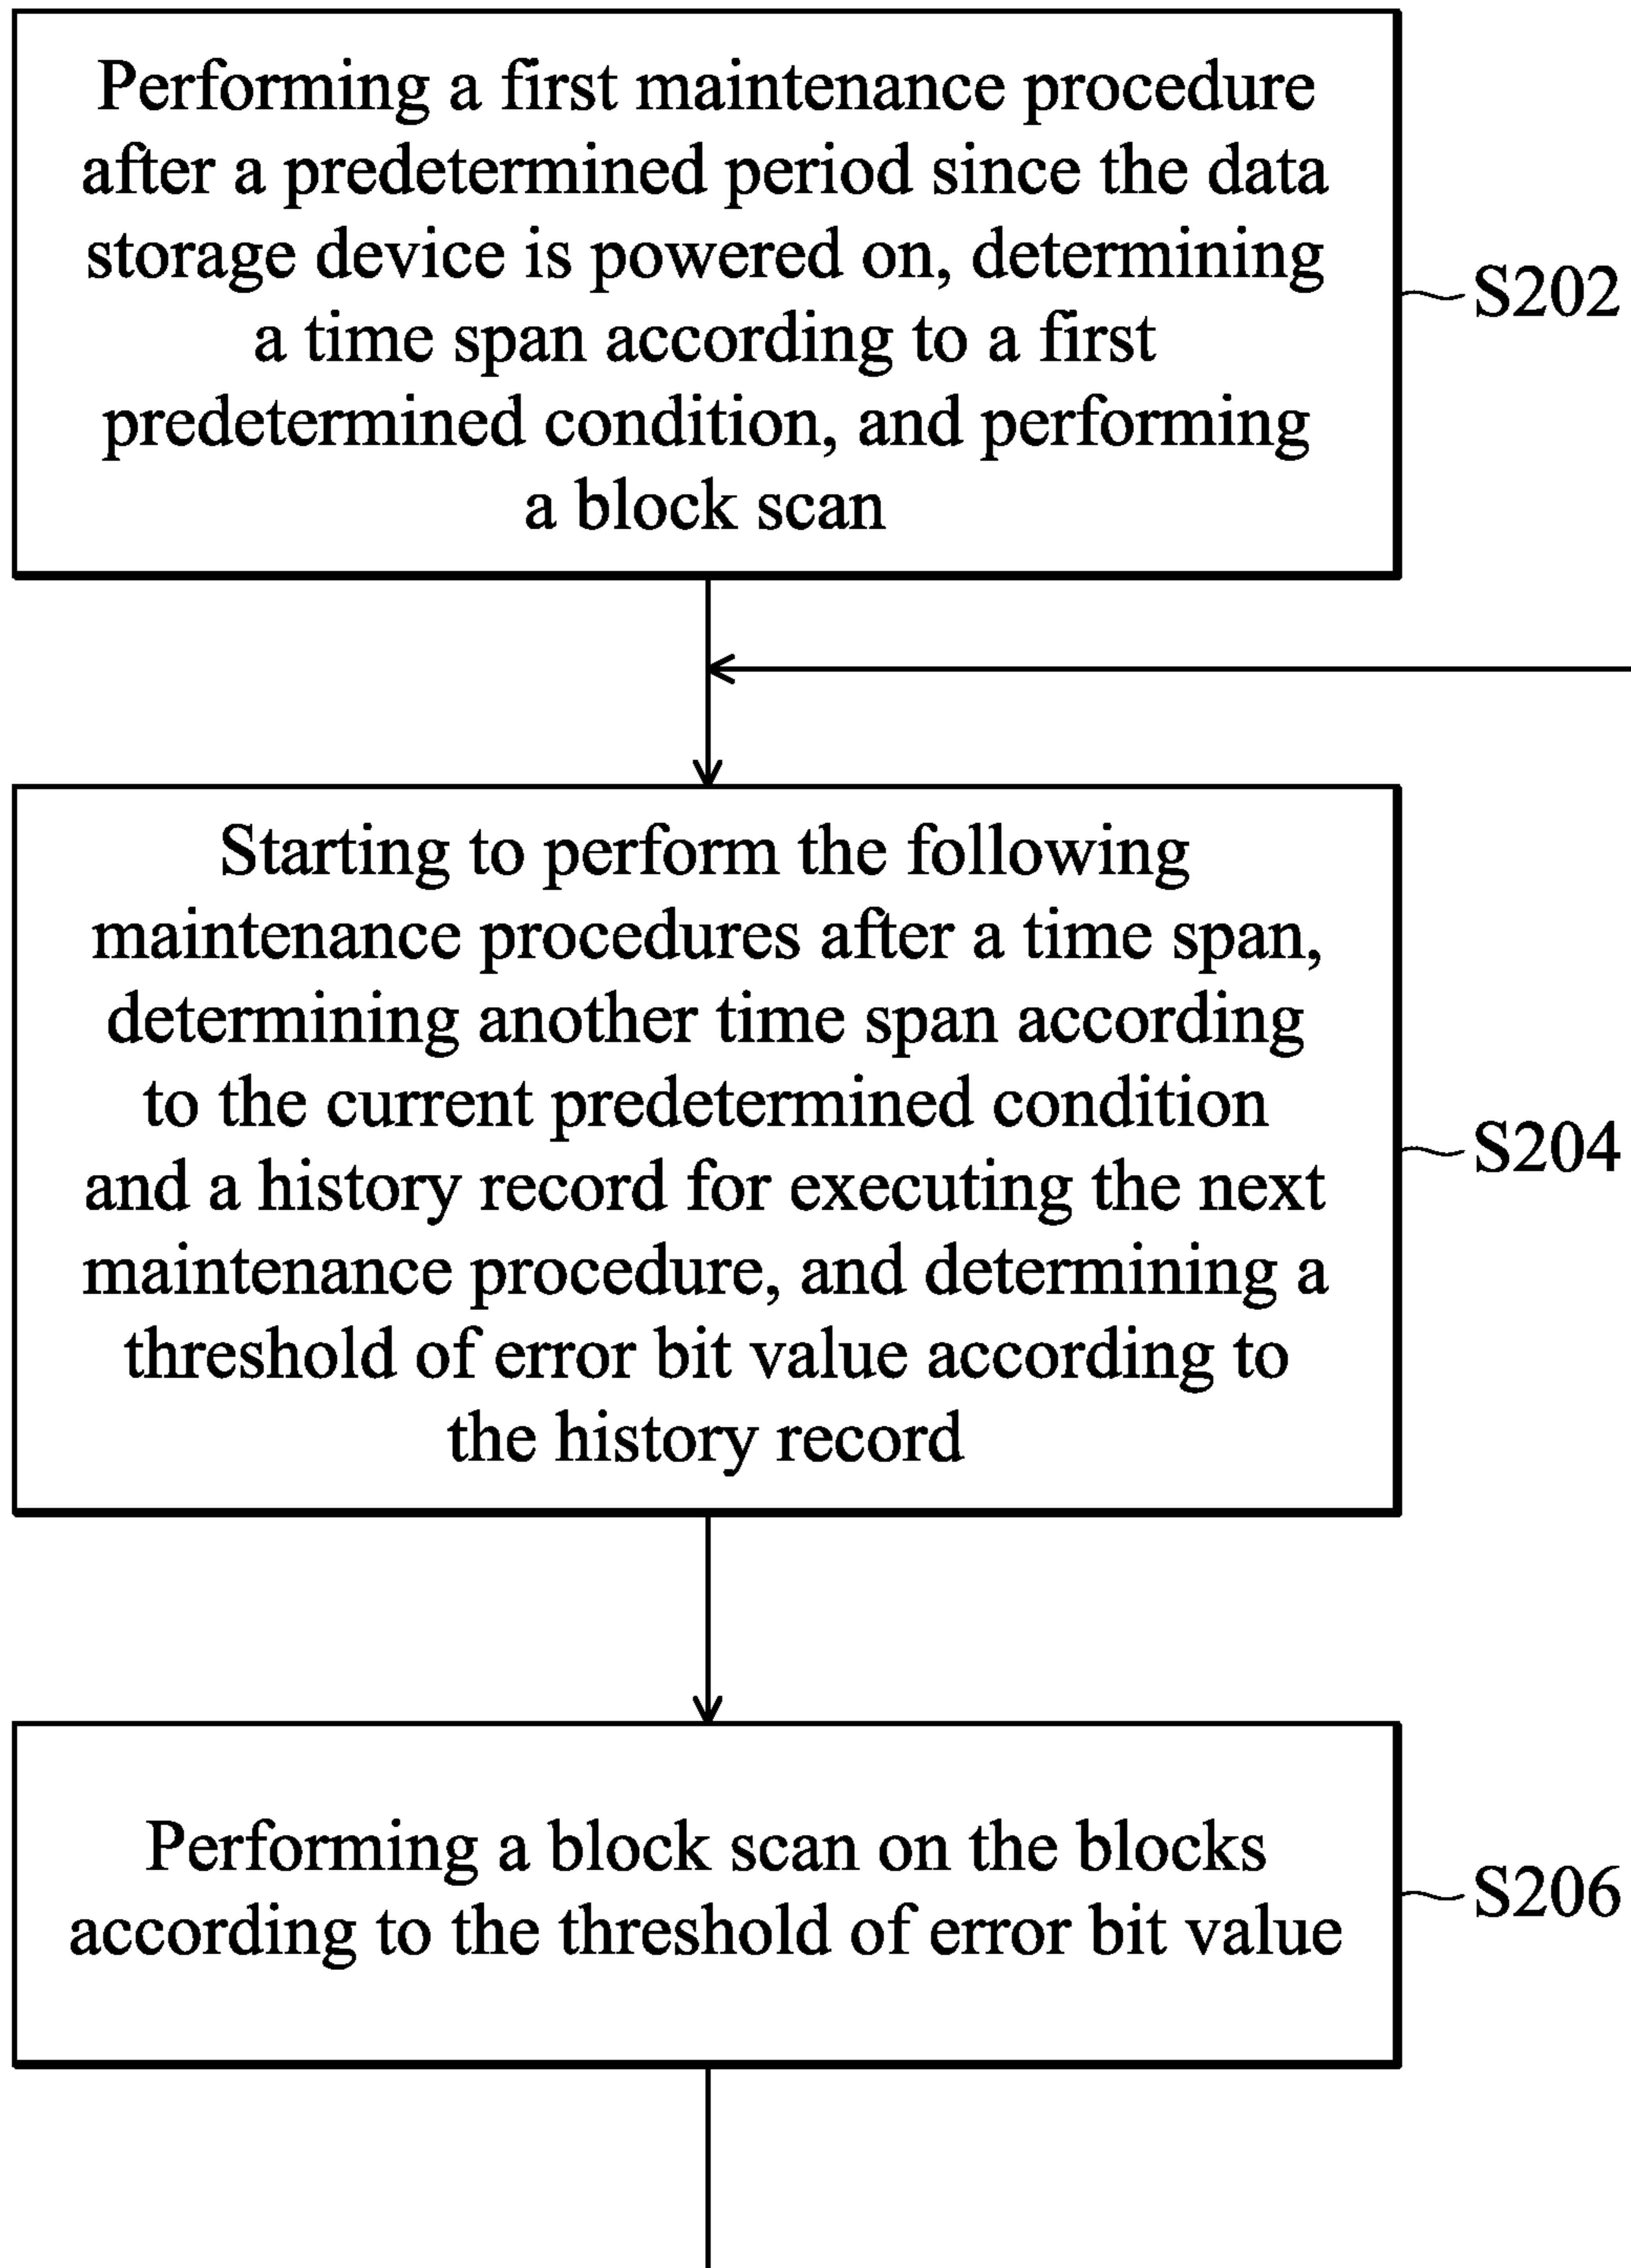 Performing a first maintenance procedure
after a predetermined period since the data
storage device is powered on, determining
a time span according to a first
predetermined condition, and performing
a block scan
S202
Starting to perform the following
maintenance procedures after a time span,
determining another time span according
to the current predetermined condition
and a history record for executing the next
maintenance procedure, and determining a
threshold of error bit value according to
the history record
S204
Performing a block scan on the blocks
according to the threshold of error bit value
S206